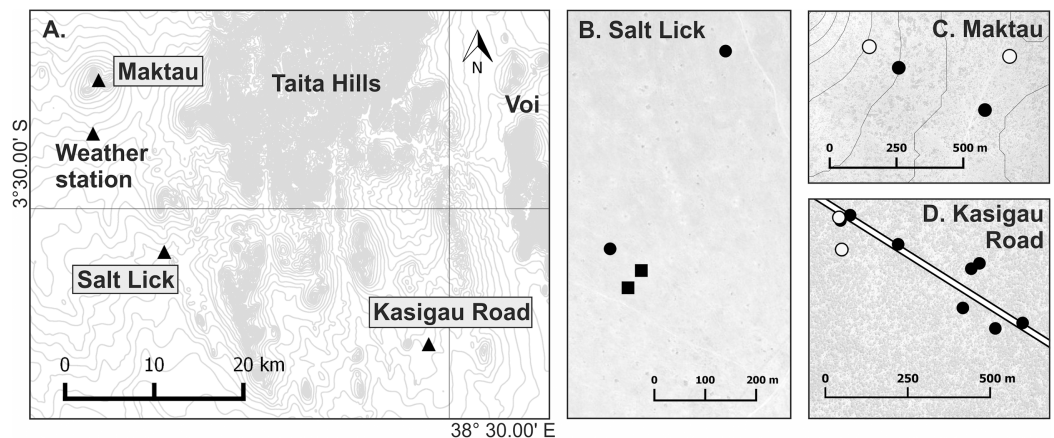 A.
Maktau
Taita Hills
N
Voi
Weather
station
3°30.00' S
Salt Lick
Kasigau Road
0 10 20 km
38° 30.00' E
B. Salt Lick
0 100 200 m
C. Maktau
0 250 500 m
D. Kasigau
Road
0 250 500 m